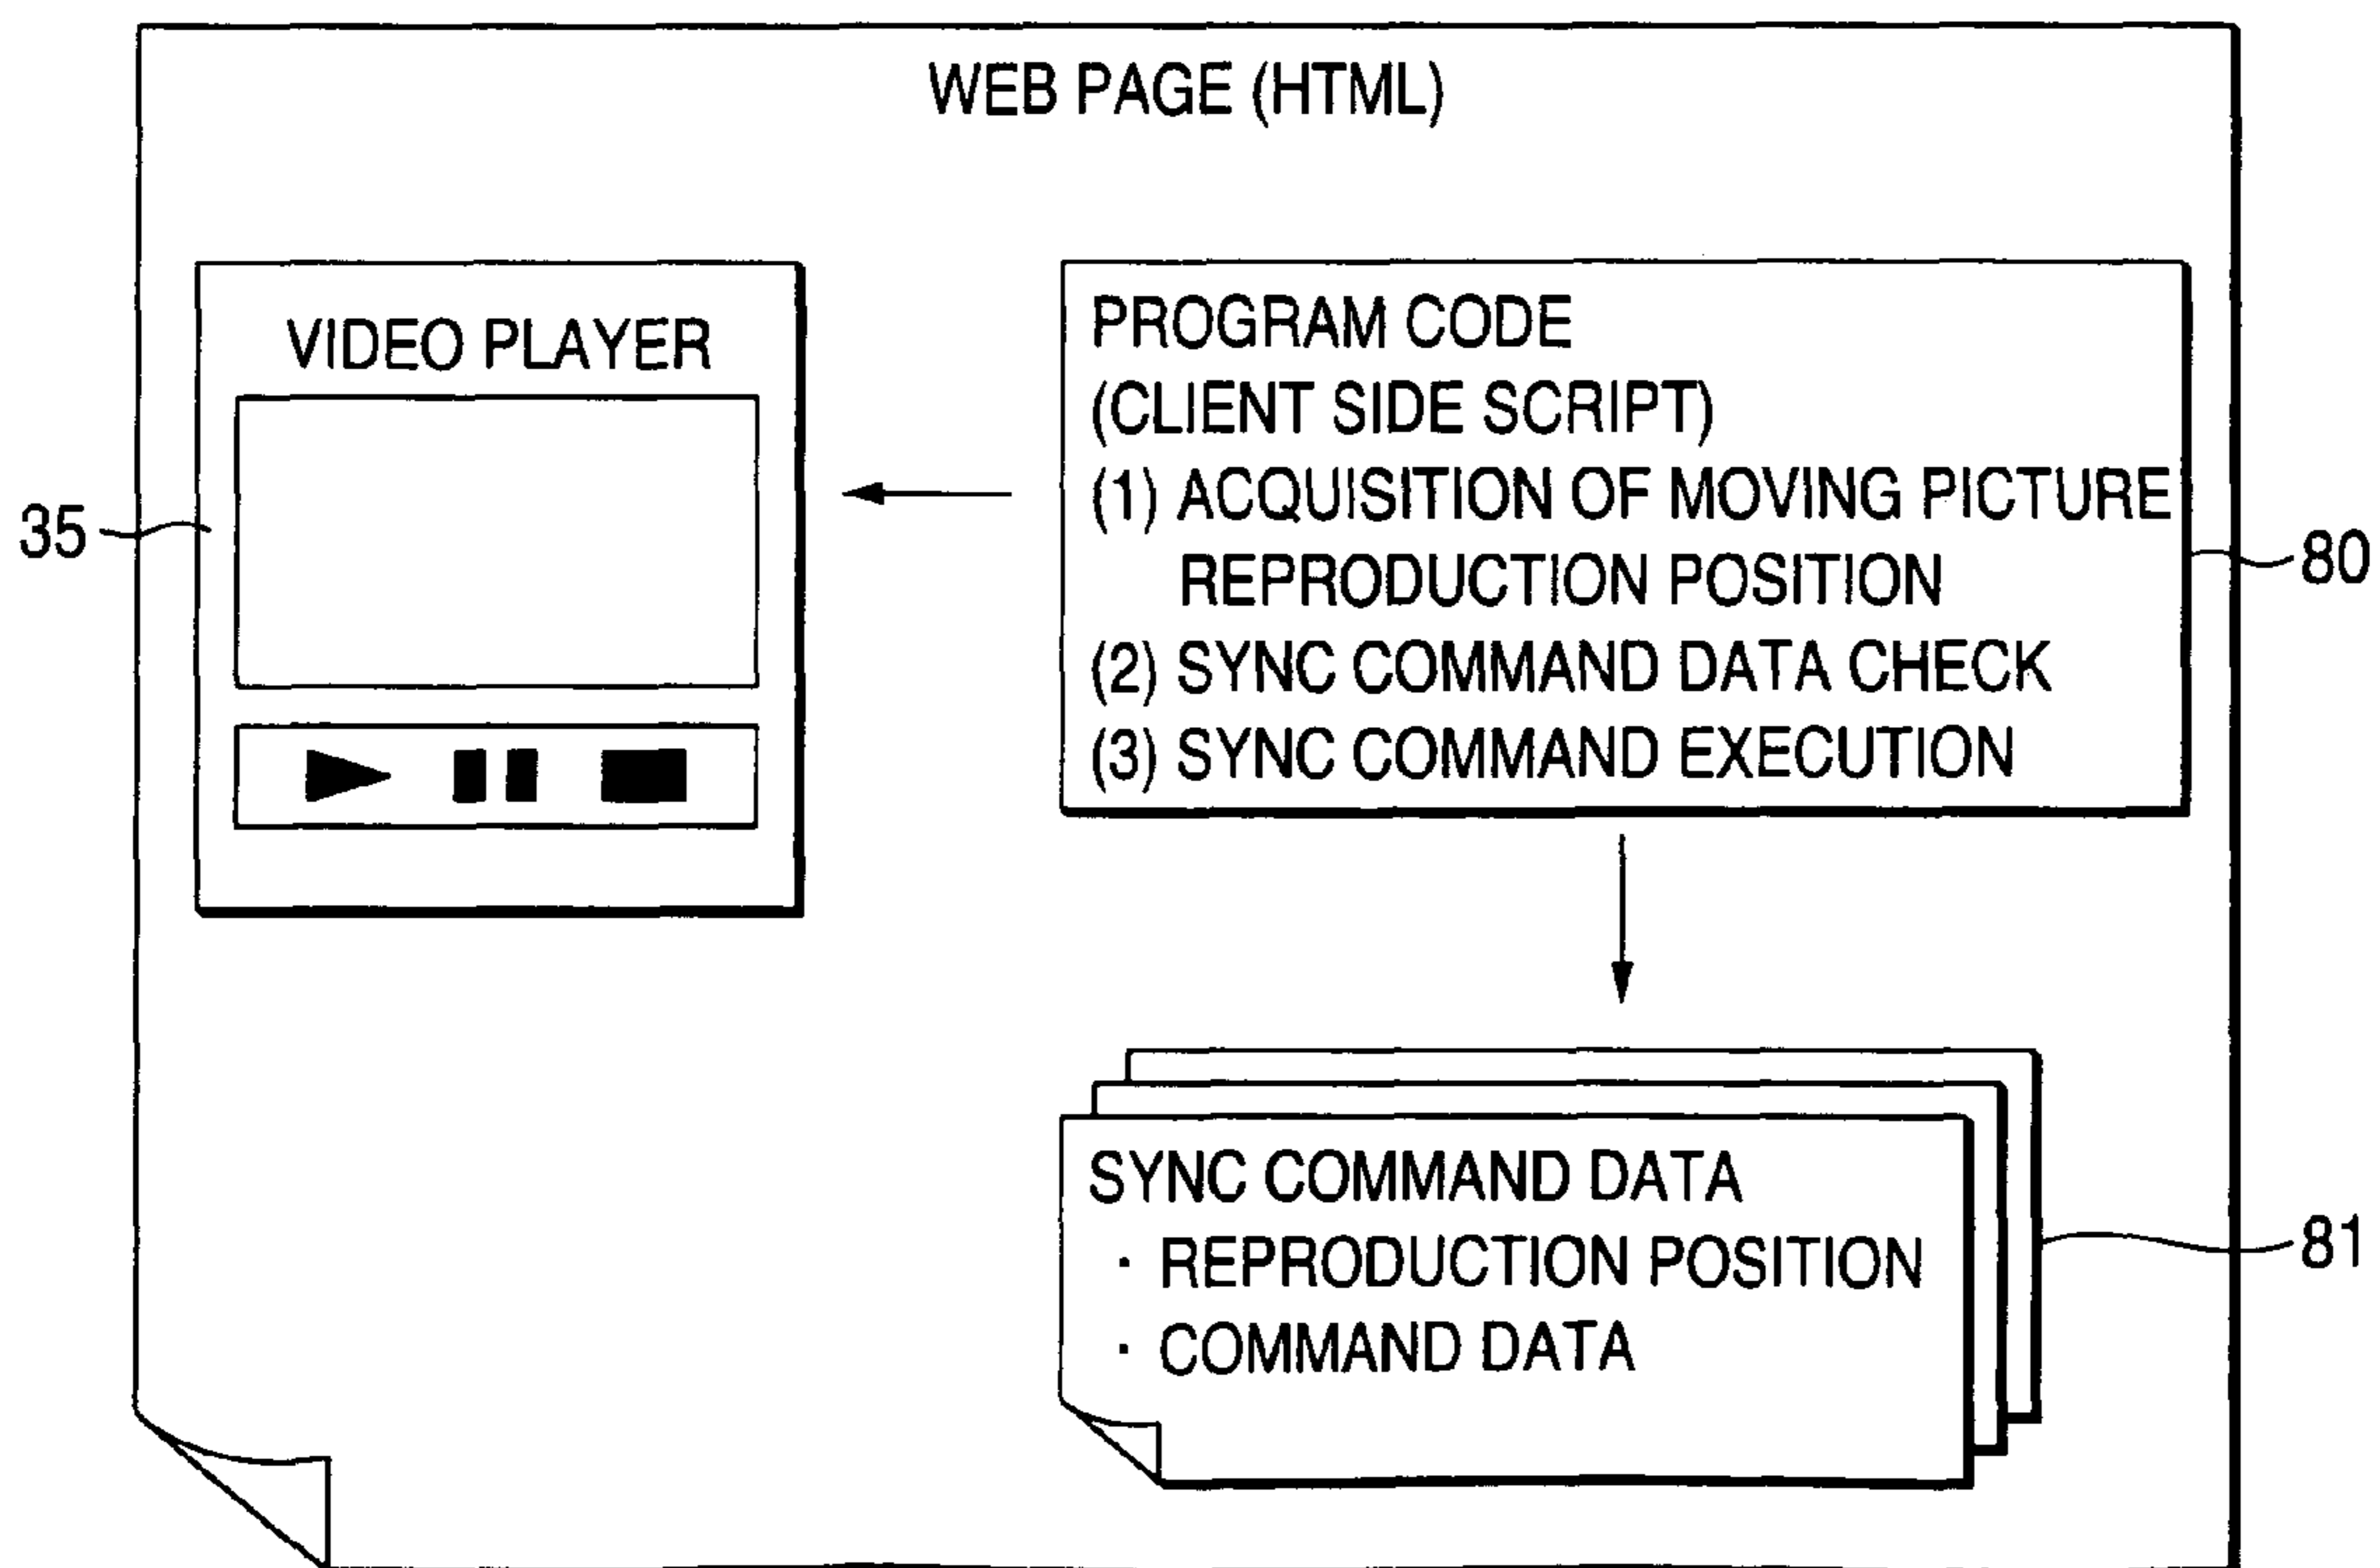 WEB PAGE (HTML)
VIDEO PLAYER
35
PROGRAM CODE
(CLIENT SIDE SCRIPT)
(1) ACQUISITION OF MOVING PICTURE
REPRODUCTION POSITION
(2) SYNC COMMAND DATA CHECK
(3) SYNC COMMAND EXECUTION
80
SYNC COMMAND DATA
· REPRODUCTION POSITION
· COMMAND DATA
81